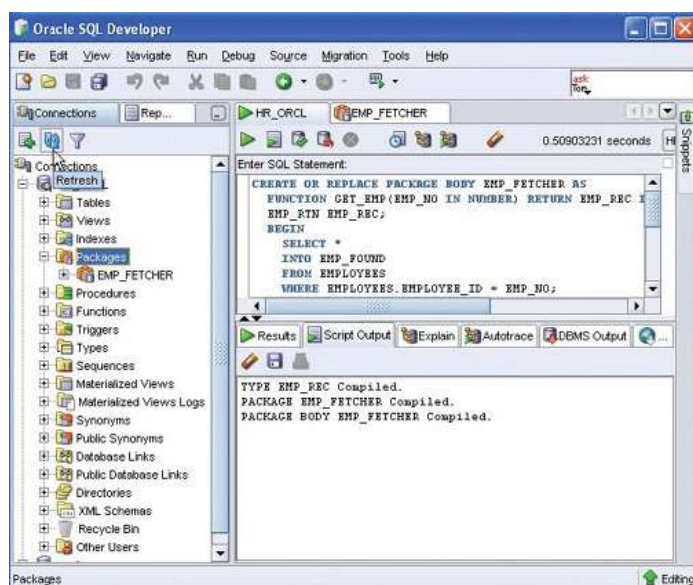 Oracle SQL Developer
File Edit View Navigate Run Debug Source Migration Tools Help
ask
Tom
Connections Rep...
HR_ORCL EMP_FETCHER
0.50903231 seconds
Snippets
Connections
Refresh
Tables
Views
Indexes
Packages
EMP_FETCHER
Procedures
Functions
Triggers
Types
Sequences
Materialized Views
Materialized Views Logs
Synonyms
Public Synonyms
Database Links
Public Database Links
Directories
XML Schemas
Recycle Bin
Other Users
Enter SQL Statement:
CREATE OR REPLACE PACKAGE BODY EMP_FETCHER AS
FUNCTION GET_EMP(EMP_NO IN NUMBER) RETURN EMP_REC I
EMP_RTN EMP_REC;
BEGIN
SELECT *
INTO EMP_FOUND
FROM EMPLOYEES
WHERE EMPLOYEES.EMPLOYEE_ID = EMP_NO;
Results Script Output Explain Autotrace DBMS Output ...
TYPE EMP_REC Compiled.
PACKAGE EMP_FETCHER Compiled.
PACKAGE BODY EMP_FETCHER Compiled.
Packages
Editing